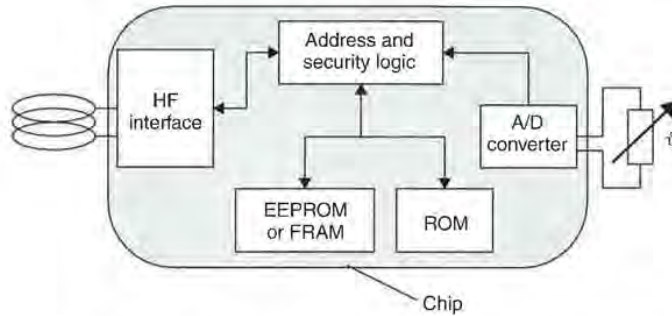 Address and
security logic
HF
interface
A/D
converter
EEPROM
or FRAM
ROM
Chip